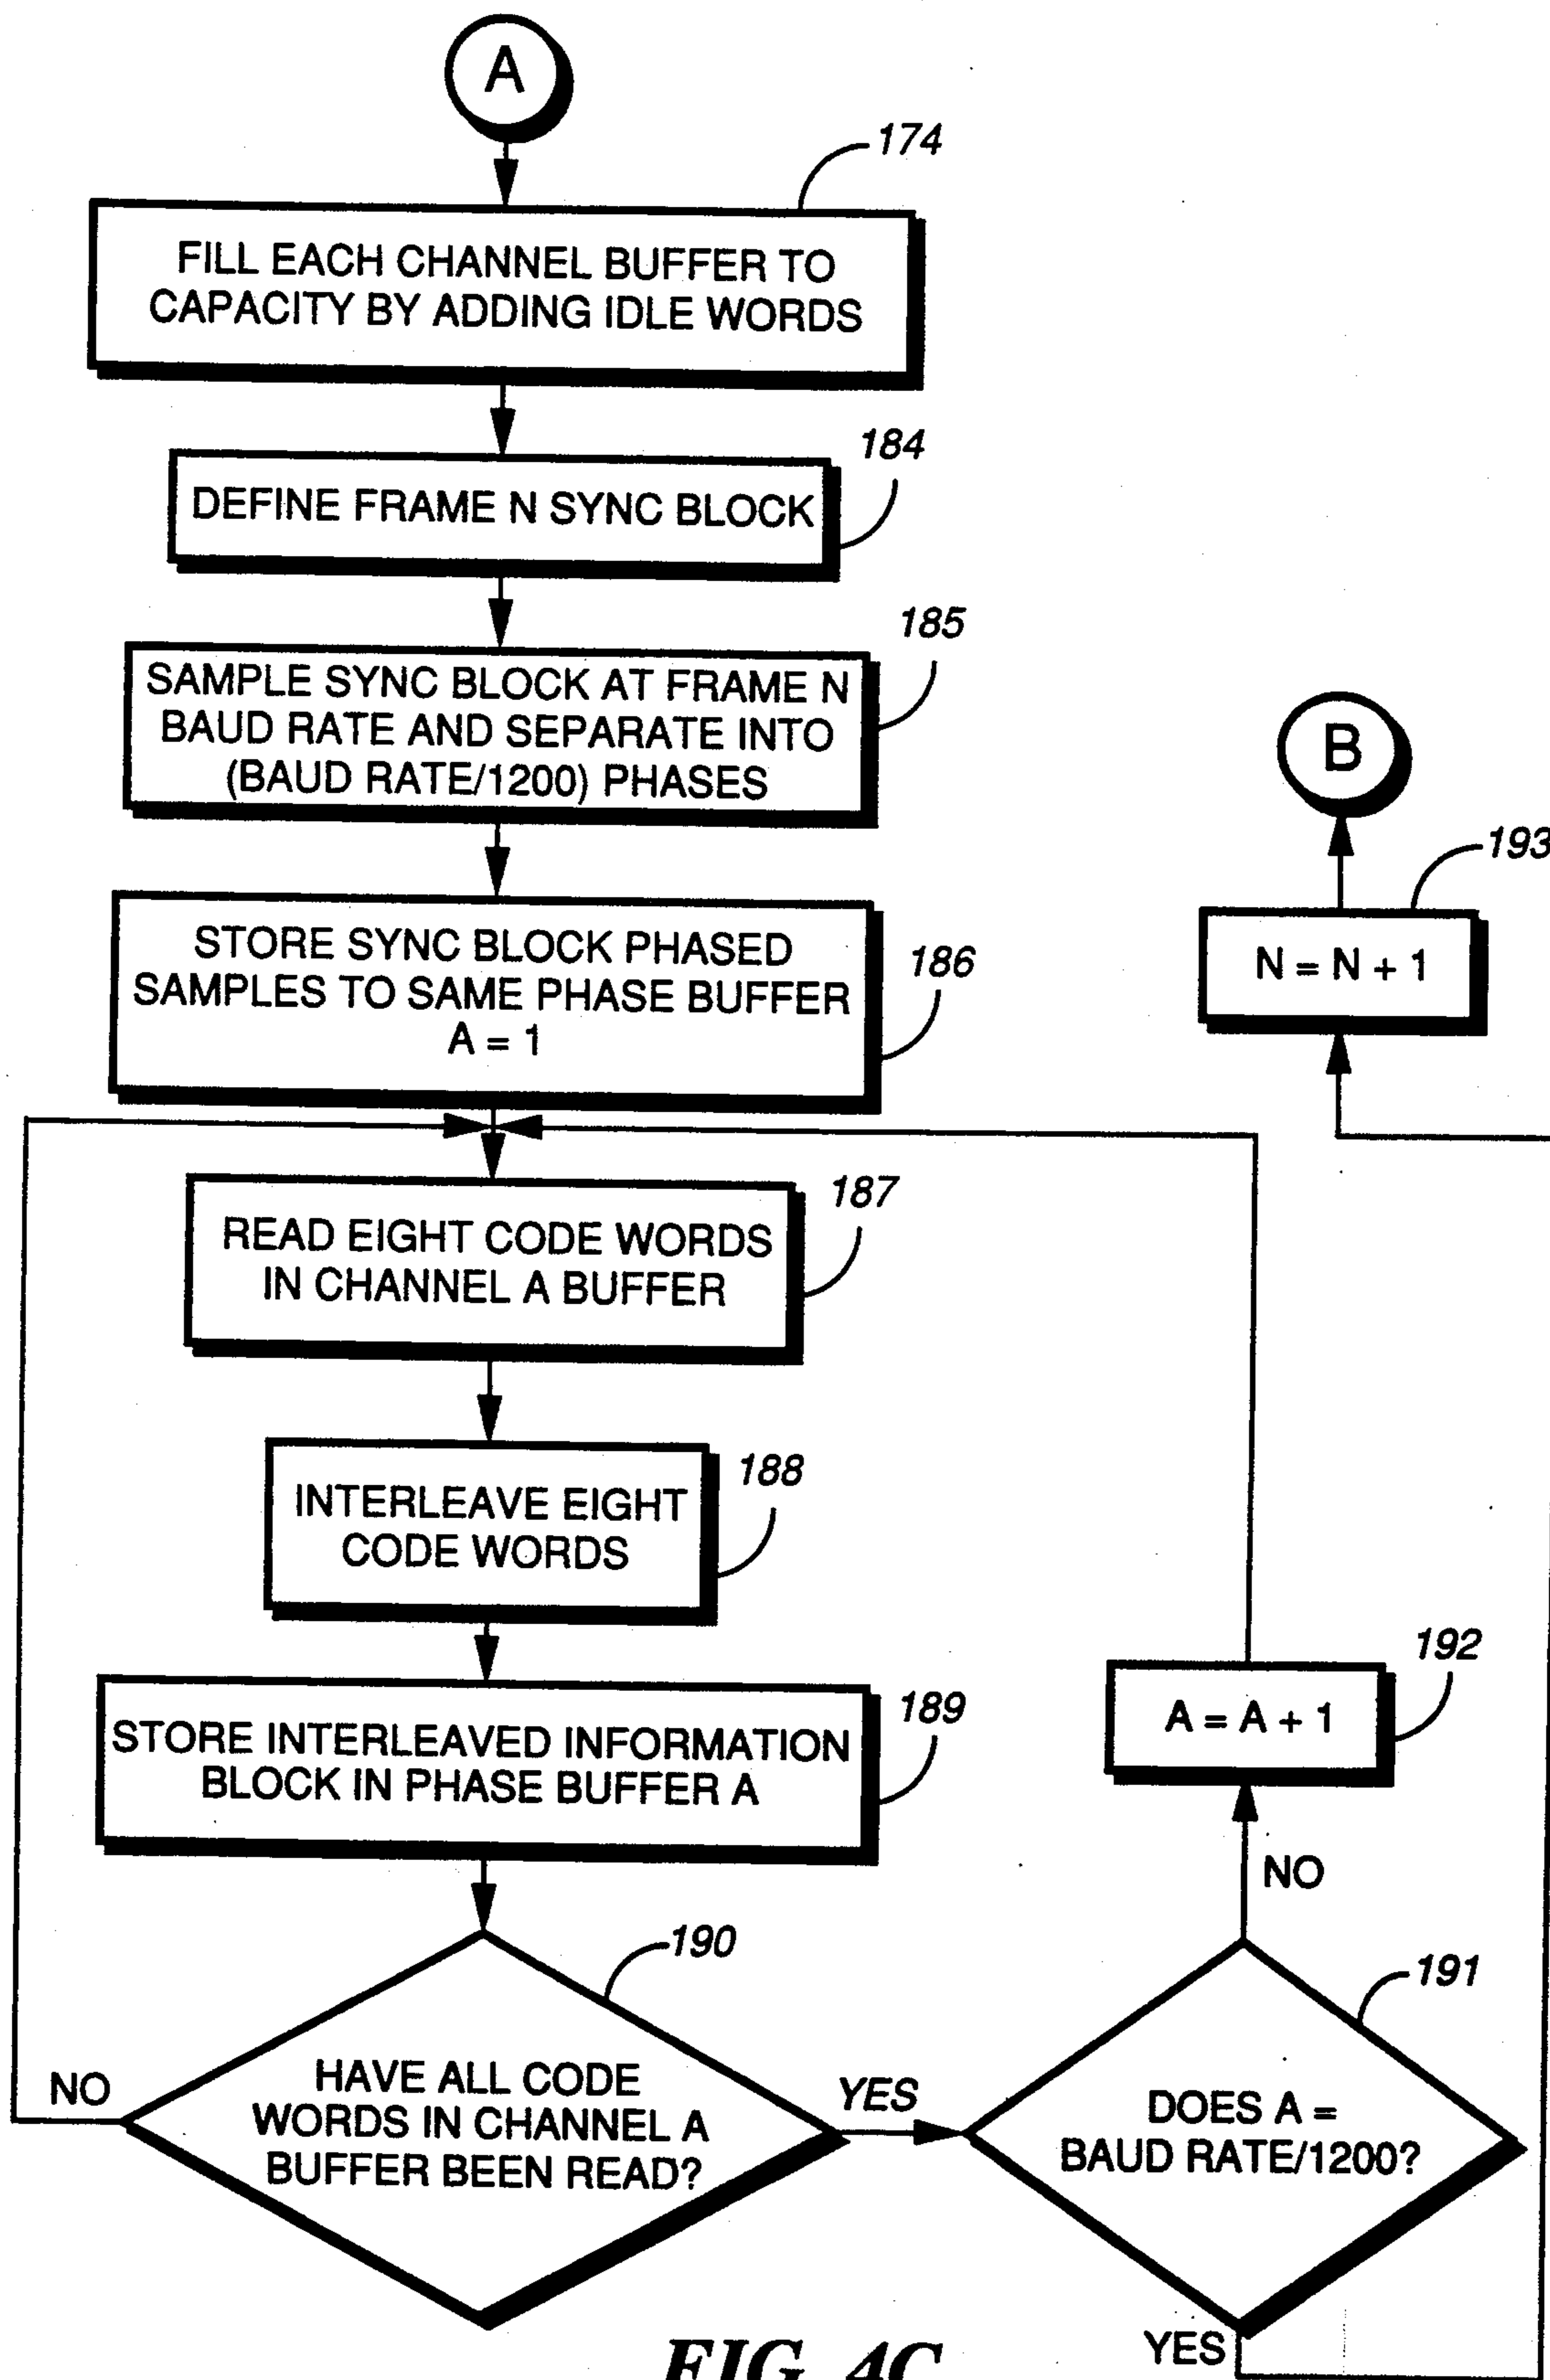 A
174
FILL EACH CHANNEL BUFFER TO
CAPACITY BY ADDING IDLE WORDS
184
DEFINE FRAME N SYNC BLOCK
185
SAMPLE SYNC BLOCK AT FRAME N
BAUD RATE AND SEPARATE INTO
(BAUD RATE/1200) PHASES
B
193
N = N + 1
186
STORE SYNC BLOCK PHASED
SAMPLES TO SAME PHASE BUFFER
A = 1
187
READ EIGHT CODE WORDS
IN CHANNEL A BUFFER
188
INTERLEAVE EIGHT
CODE WORDS
189
STORE INTERLEAVED INFORMATION
BLOCK IN PHASE BUFFER A
192
A = A + 1
NO
190
HAVE ALL CODE
WORDS IN CHANNEL A
BUFFER BEEN READ?
NO
YES
191
DOES A =
BAUD RATE/1200?
YES
FIG. 4C